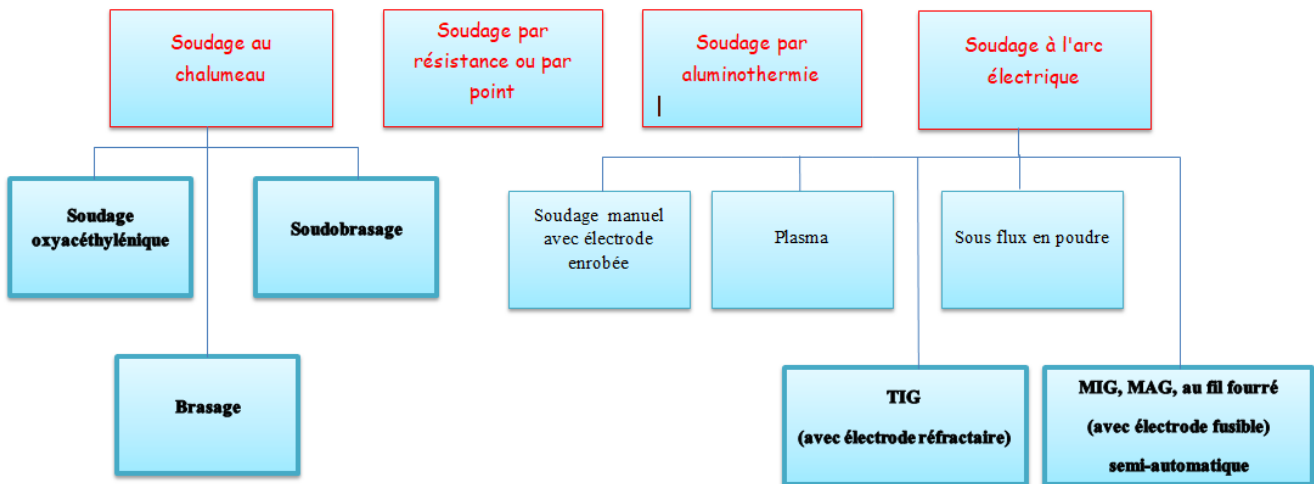 Soudage au
chalumeau
Soudage par
résistance ou par
point
Soudage par
aluminothermie
Soudage à l'arc
électrique
Soudage
oxyacéthylénique
Soudobrasage
Soudage manuel
avec électrode
enrobée
Plasma
Sous flux en poudre
Brasage
TIG
(avec électrode réfractaire)
MIG, MAG, au fil fourré
(avec électrode fusible)
semi-automatique